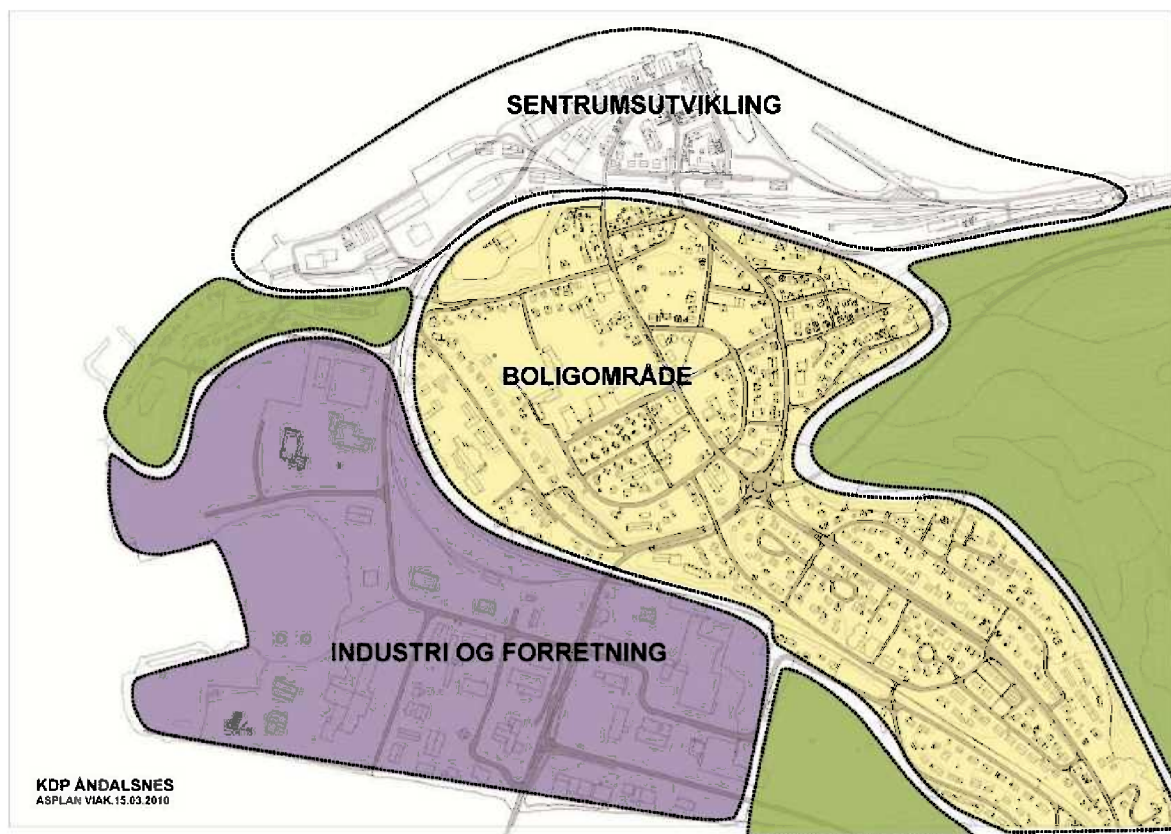 SENTRUMSUTVIKLING
BOLIGOMRÅDE
INDUSTRI OG FORRETNING
KDP ÅNDALSNES
ASPLAN VIAK.15.03.2010